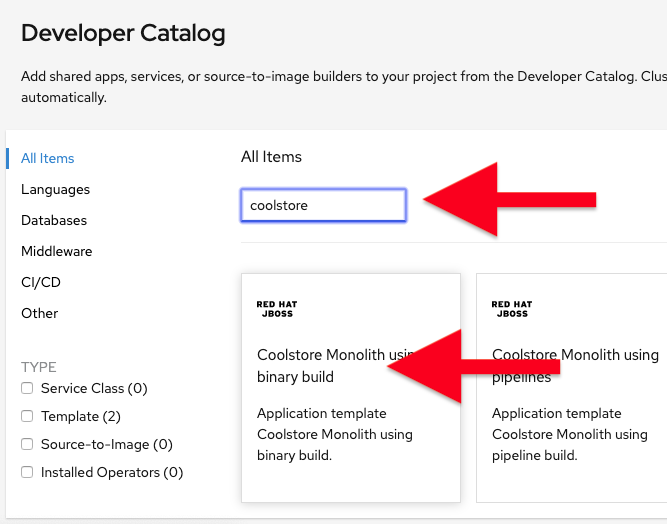 Developer Catalog
Add shared apps, services, or source-to-image builders to your project from the Developer Catalog. Clus
automatically.
All Items
Languages
Databases
Middleware
CI/CD
Other
TYPE
Service Class (0)
Template (2)
Source-to-Image (0)
Installed Operators (0)
All Items
coolstore
RED HAT
JBOSS
Coolstore Monolith using
binary build
Application template
Coolstore Monolith using
binary build.
RED HAT
JBOSS
Coolstore Monolith using
pipelines
Application template
Coolstore Monolith using
pipeline build.